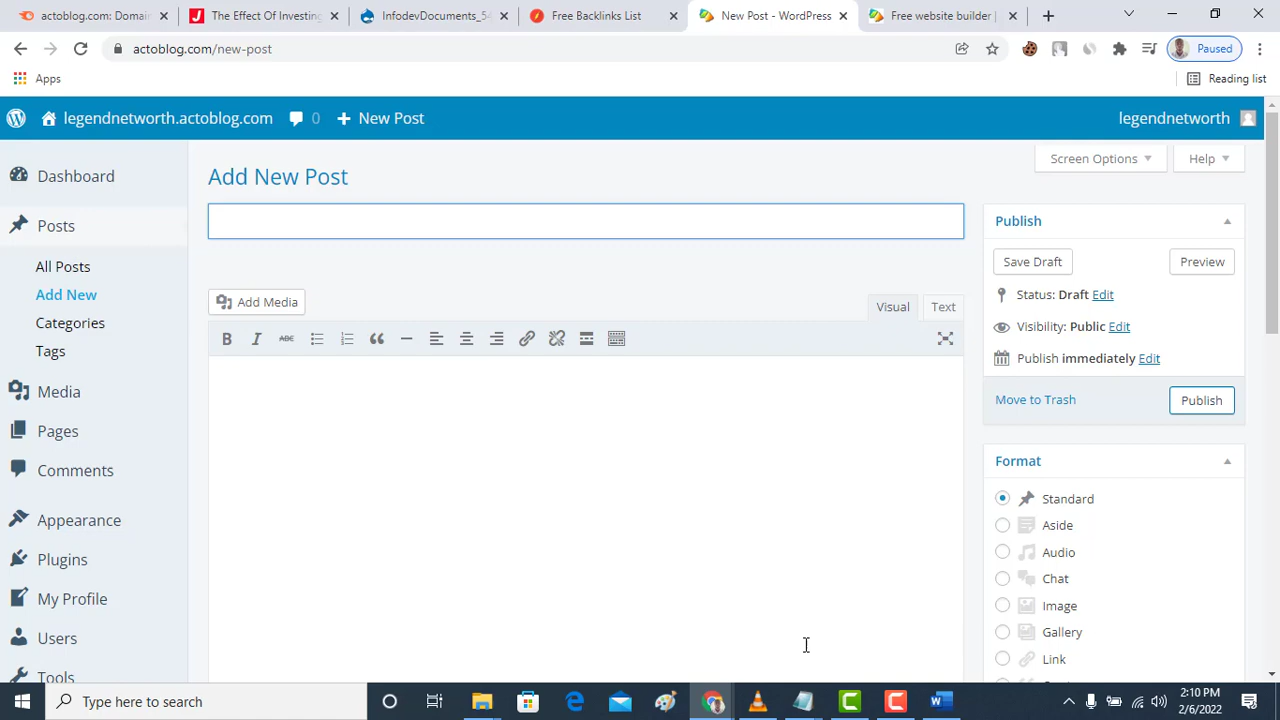 actoblog.com: Domain
The Effect Of Investing
InfodevDocuments_54
Free Backlinks List
New Post - WordPress
Free website builder |
actoblog.com/new-post
Paused
Apps
Reading list
legendnetworth.actoblog.com
0
New Post
legendnetworth
Screen Options
Help
Dashboard
Posts
All Posts
Add New
Categories
Tags
Media
Pages
Comments
Appearance
Plugins
My Profile
Users
Tools
Add New Post
Add Media
Visual
Text
B I ABC
Publish
Save Draft
Preview
Status: Draft Edit
Visibility: Public Edit
Publish immediately Edit
Move to Trash
Publish
Format
Standard
Aside
Audio
Chat
Image
Gallery
Link
Type here to search
2:10 PM
2/6/2022